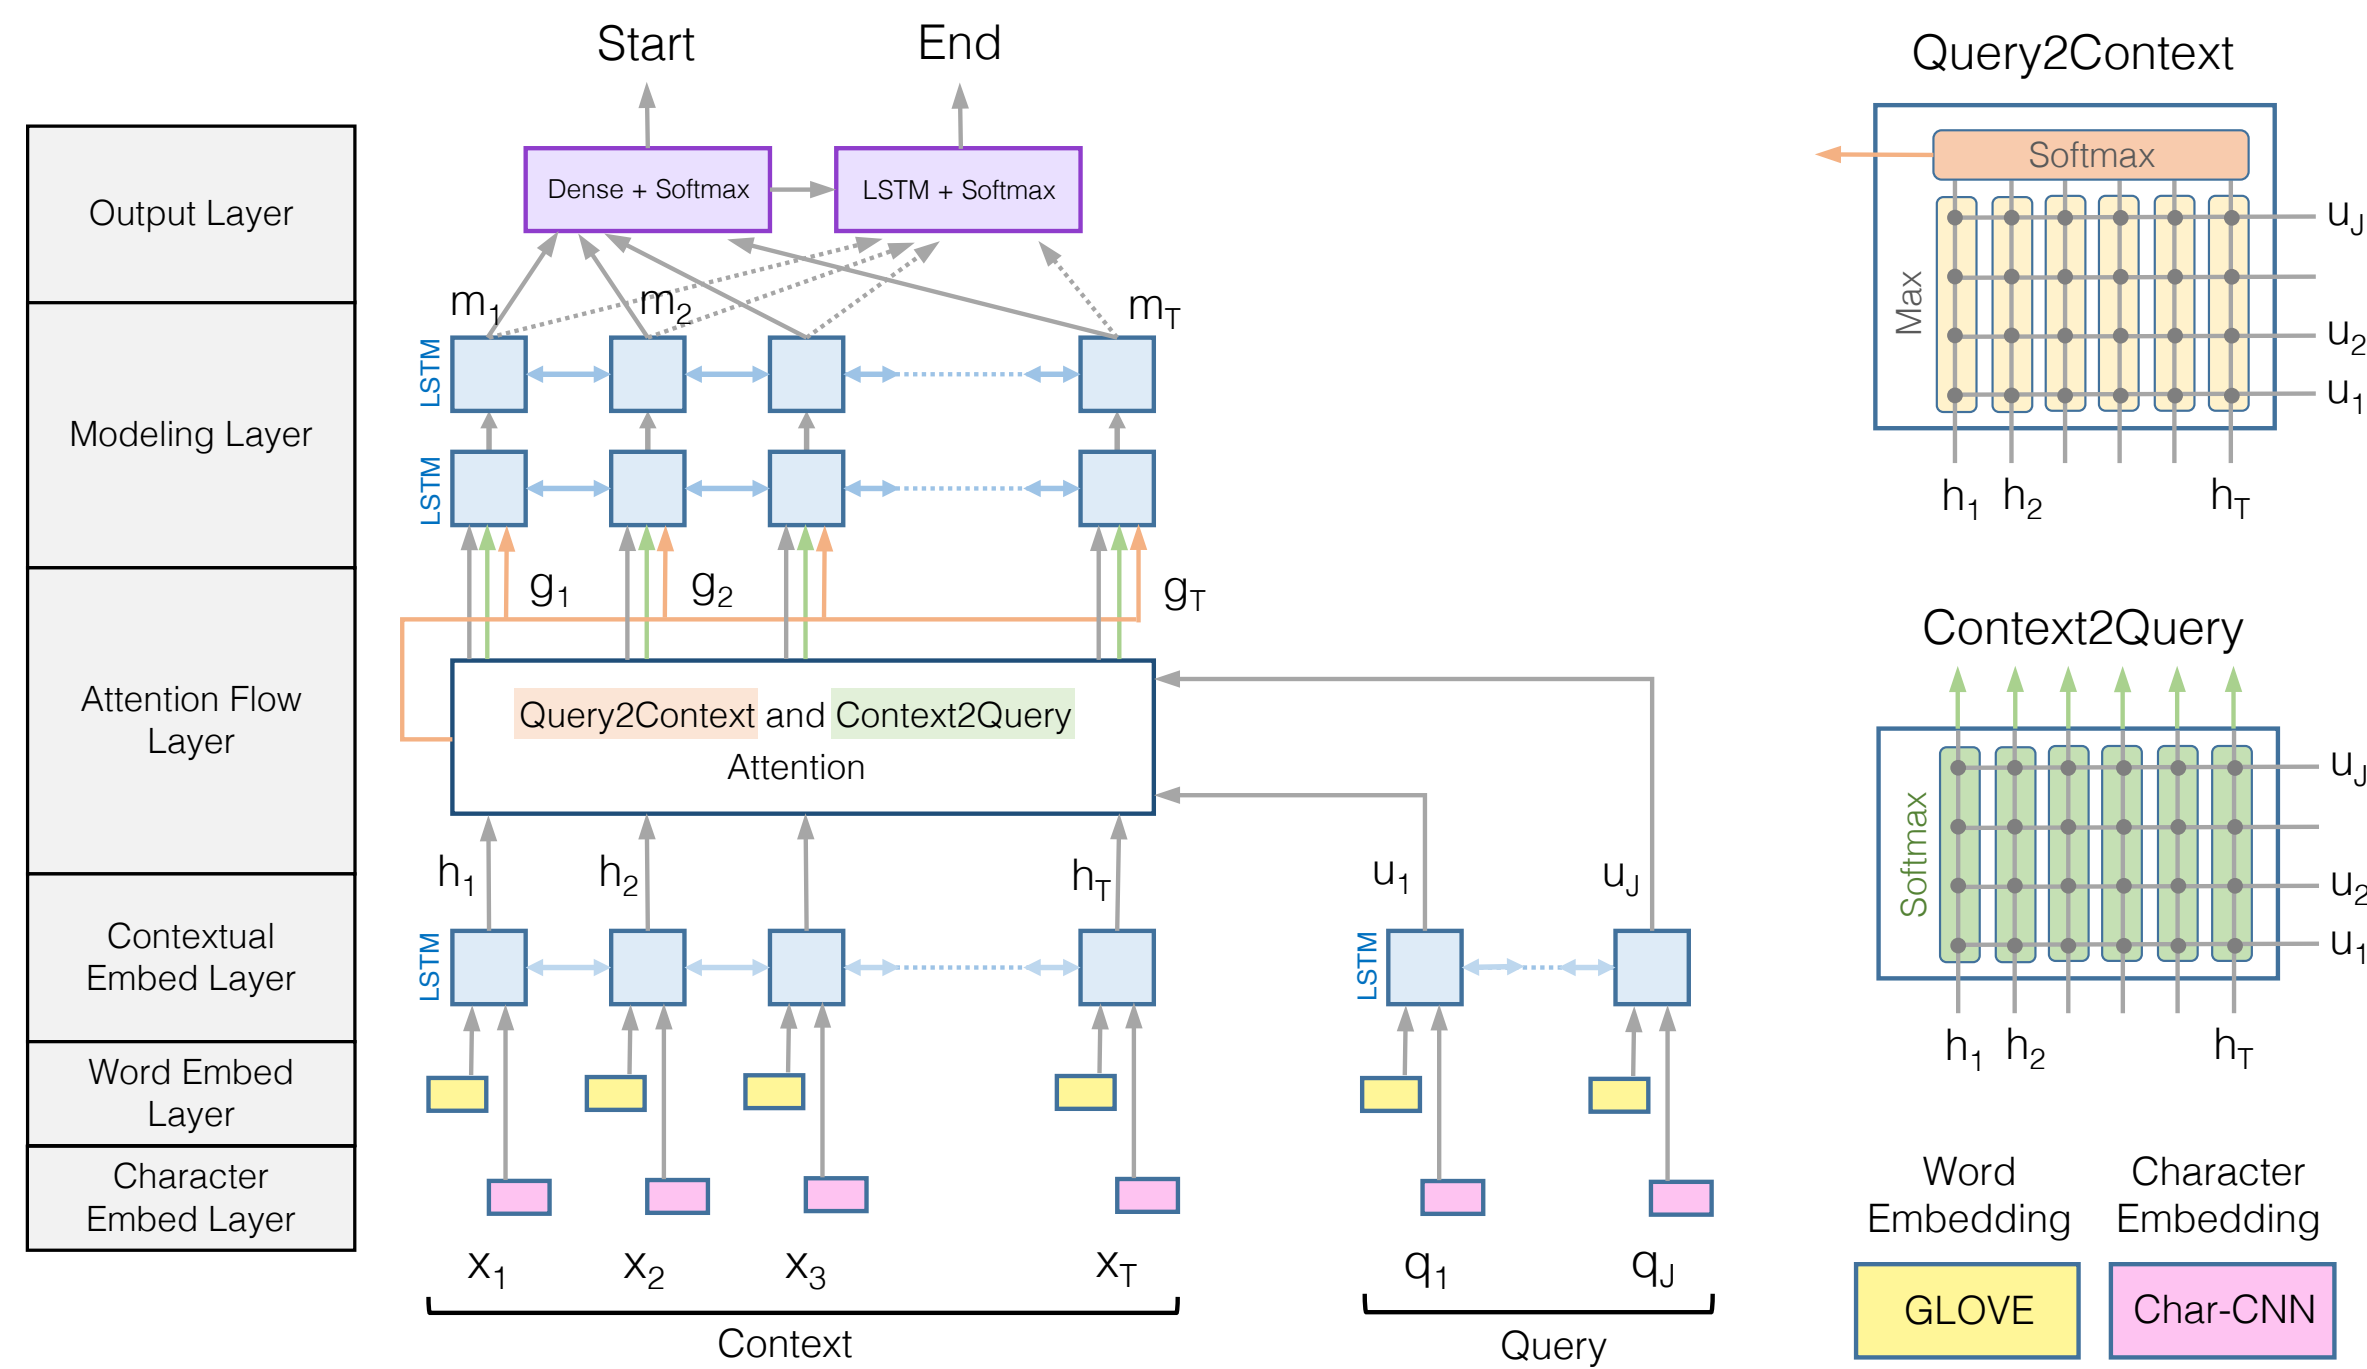 Start
End
Output Layer
Dense + Softmax
LSTM + Softmax
m1
m2
mT
Modeling Layer
LSTM
LSTM
g1
g2
gT
Attention Flow
Layer
Query2Context and Context2Query
Attention
h1
h2
hT
u1
uJ
Contextual
Embed Layer
LSTM
LSTM
Word Embed
Layer
Character
Embed Layer
x1
x2
x3
xT
q1
qJ
Context
Query
Query2Context
Softmax
Max
uJ
u2
u1
h1
h2
hT
Context2Query
Softmax
uJ
u2
u1
h1
h2
hT
Word
Embedding
Character
Embedding
GLOVE
Char-CNN